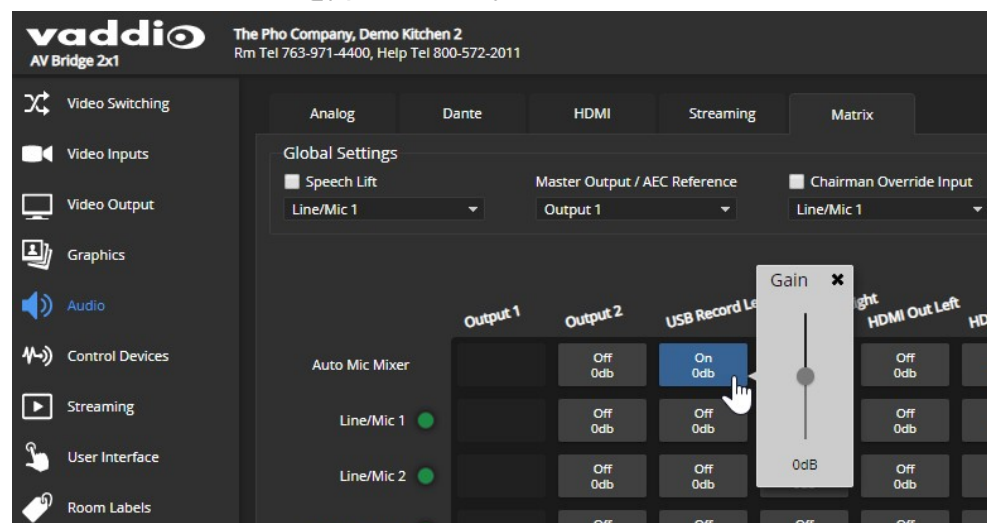 vaddio
AV Bridge 2x1
The Pho Company, Demo Kitchen 2
Rm Tel 763-971-4400, Help Tel 800-572-2011
Video Switching
Video Inputs
Video Output
Graphics
Audio
Control Devices
Streaming
User Interface
Room Labels
Analog Dante HDMI Streaming Matrix
Global Settings
Speech Lift Master Output / AEC Reference Chairman Override Input
Line/Mic 1 Output 1 Line/Mic 1
Gain
Output 1 Output 2 USB Record HDMI Out Left
Auto Mic Mixer Off On Off
0db 0db 0db
Line/Mic 1 Off Off Off
0db 0db 0db
0dB
Line/Mic 2 Off Off Off
0db 0db 0db